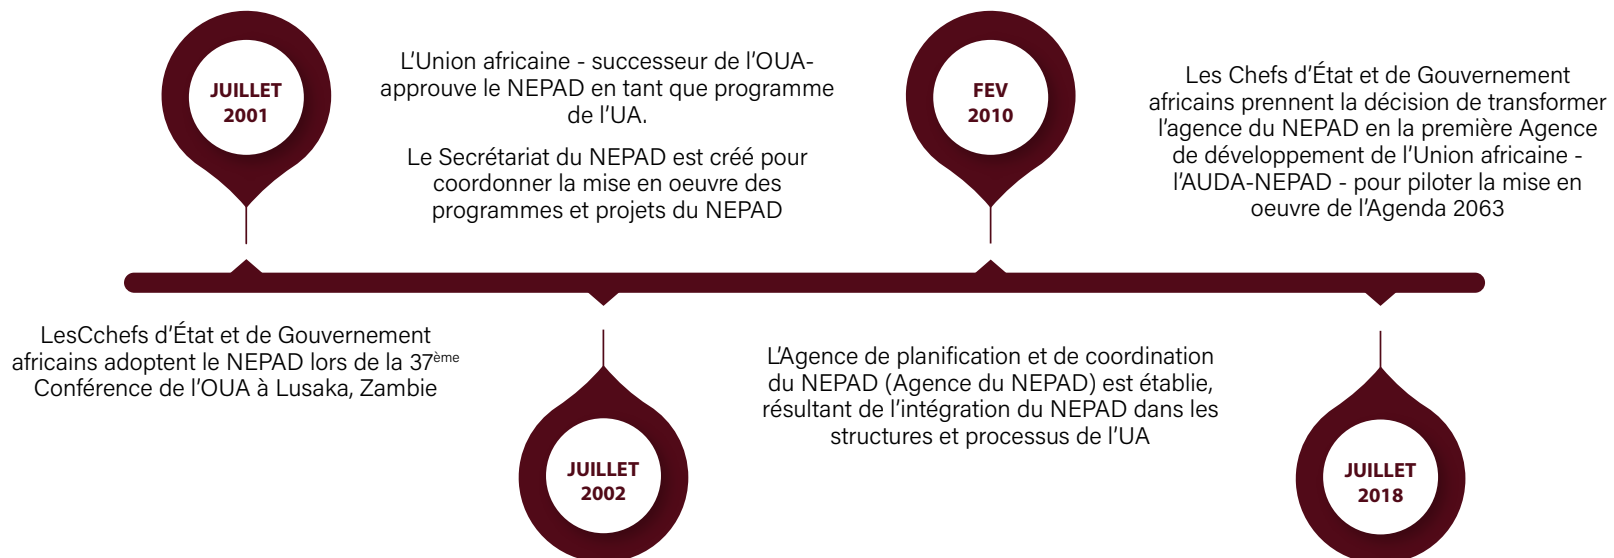 JUILLET
2001
LesCchefs d'État et de Gouvernement
africains adoptent le NEPAD lors de la 37ème
Conférence de l'OUA à Lusaka, Zambie
L'Union africaine - successeur de l'OUA-
approuve le NEPAD en tant que programme
de l'UA.
Le Secrétariat du NEPAD est créé pour
coordonner la mise en oeuvre des
programmes et projets du NEPAD
JUILLET
2002
FEV
2010
L'Agence de planification et de coordination
du NEPAD (Agence du NEPAD) est établie,
résultant de l'intégration du NEPAD dans les
structures et processus de l'UA
Les Chefs d'État et de Gouvernement
africains prennent la décision de transformer
l'agence du NEPAD en la première Agence
de développement de l'Union africaine -
l'AUDA-NEPAD - pour piloter la mise en
oeuvre de l'Agenda 2063
JUILLET
2018